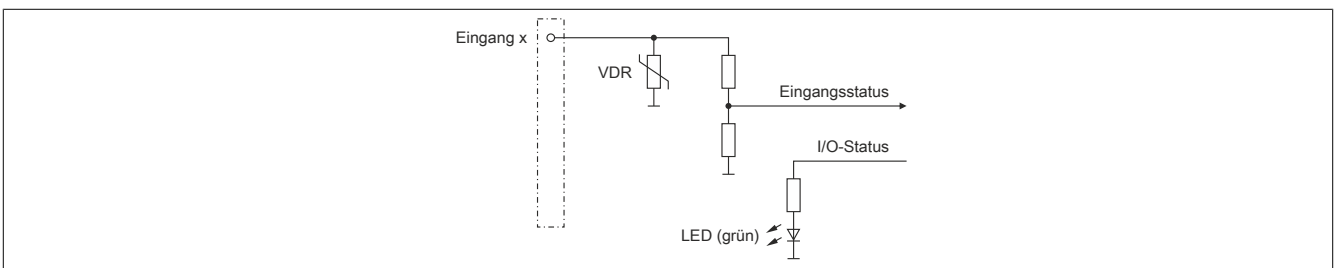 Eingang x
VDR
Eingangsstatus
I/O-Status
LED (grün)